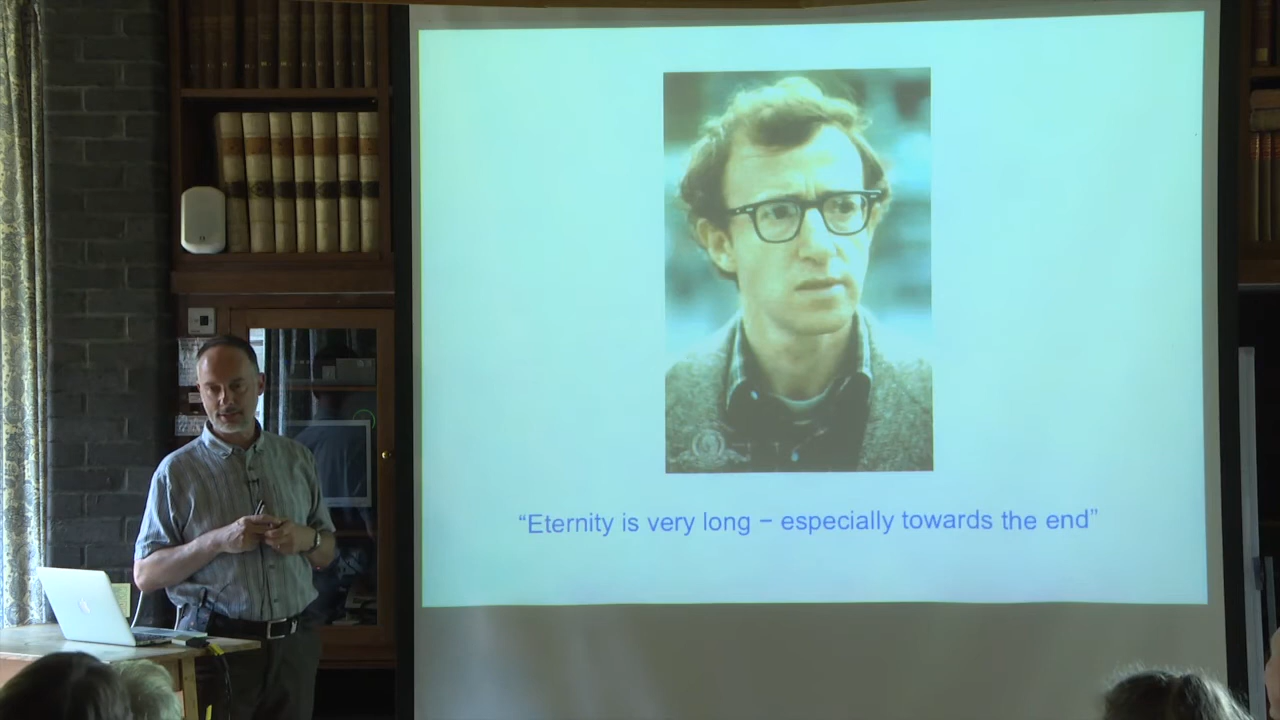 “Eternity is very long – especially towards the end”